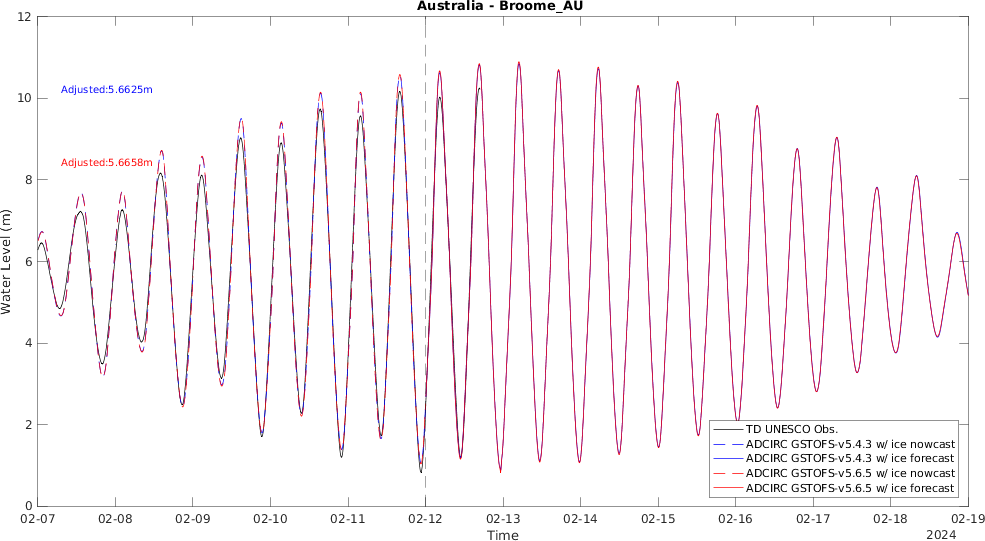 Australia - Broome_AU
12
10
8
6
4
2
0
Water Level (m)
Adjusted:5.6625m
Adjusted:5.6658m
TD UNESCO Obs.
ADCIRC GSTOFS-v5.4.3 w/ ice nowcast
ADCIRC GSTOFS-v5.4.3 w/ ice forecast
ADCIRC GSTOFS-v5.6.5 w/ ice nowcast
ADCIRC GSTOFS-v5.6.5 w/ ice forecast
02-07 02-08 02-09 02-10 02-11 02-12 02-13 02-14 02-15 02-16 02-17 02-18 02-19
Time
2024